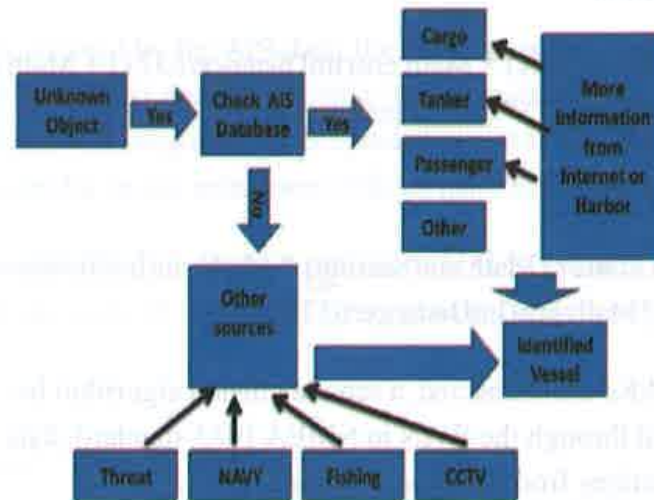 Unknown
Object
Yes
Check AIS
Database
Yes
Cargo
Tanker
Passenger
Other
More
Information
from
Internet or
Harbor
No
Other
sources
Identified
Vessel
Threat
NAVY
Fishing
CCTV